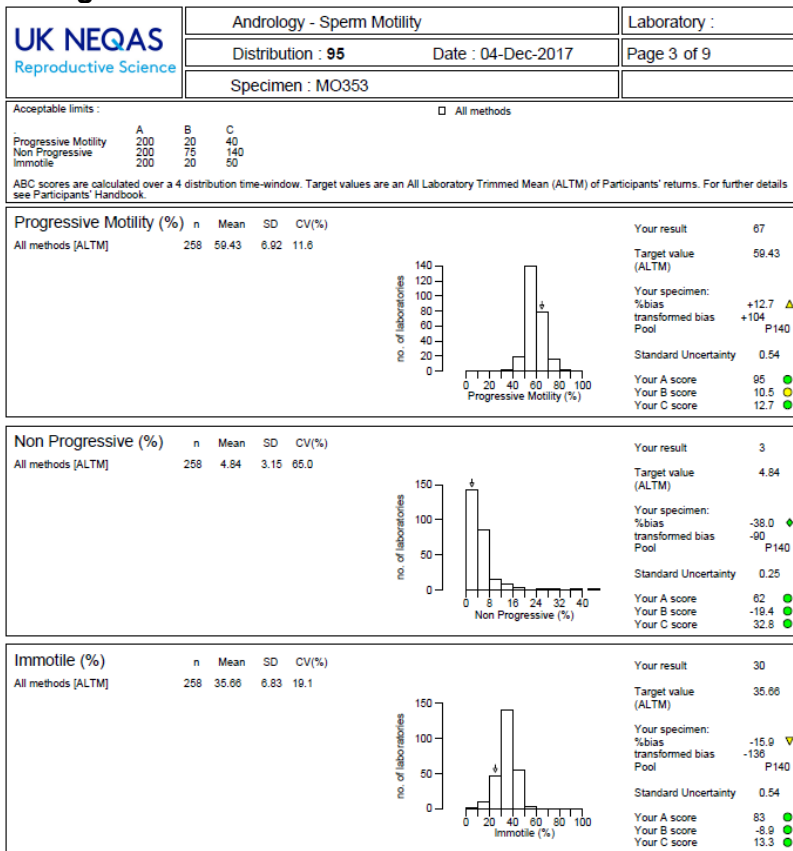 UK NEQAS
Reproductive Science
Andrology - Sperm Motility
Laboratory :
Distribution : 95 Date : 04-Dec-2017
Page 3 of 9
Specimen : MO353
Acceptable limits :
All methods
. A B C
Progressive Motility 200 20 40
Non Progressive 200 75 140
Immotile 200 20 50
ABC scores are calculated over a 4 distribution time-window. Target values are an All Laboratory Trimmed Mean (ALTM) of Participants' returns. For further details
see Participants' Handbook.
Progressive Motility (%) n Mean SD CV(%)
All methods [ALTM] 258 59.43 6.92 11.6
no. of laboratories
140
120
100
80
60
40
20
0
0 20 40 60 80 100
Progressive Motility (%)
Your result 67
Target value 59.43
(ALTM)
Your specimen:
%bias +12.7
transformed bias +104
Pool P140
Standard Uncertainty 0.54
Your A score 95
Your B score 10.5
Your C score 12.7
Non Progressive (%) n Mean SD CV(%)
All methods [ALTM] 258 4.84 3.15 65.0
no. of laboratories
150
100
50
0
0 8 16 24 32 40
Non Progressive (%)
Your result 3
Target value 4.84
(ALTM)
Your specimen:
%bias -38.0
transformed bias -90
Pool P140
Standard Uncertainty 0.25
Your A score 62
Your B score -19.4
Your C score 32.8
Immotile (%) n Mean SD CV(%)
All methods [ALTM] 258 35.66 6.83 19.1
no. of laboratories
150
100
50
0
0 20 40 60 80 100
Immotile (%)
Your result 30
Target value 35.66
(ALTM)
Your specimen:
%bias -15.9
transformed bias -136
Pool P140
Standard Uncertainty 0.54
Your A score 83
Your B score -8.9
Your C score 13.3